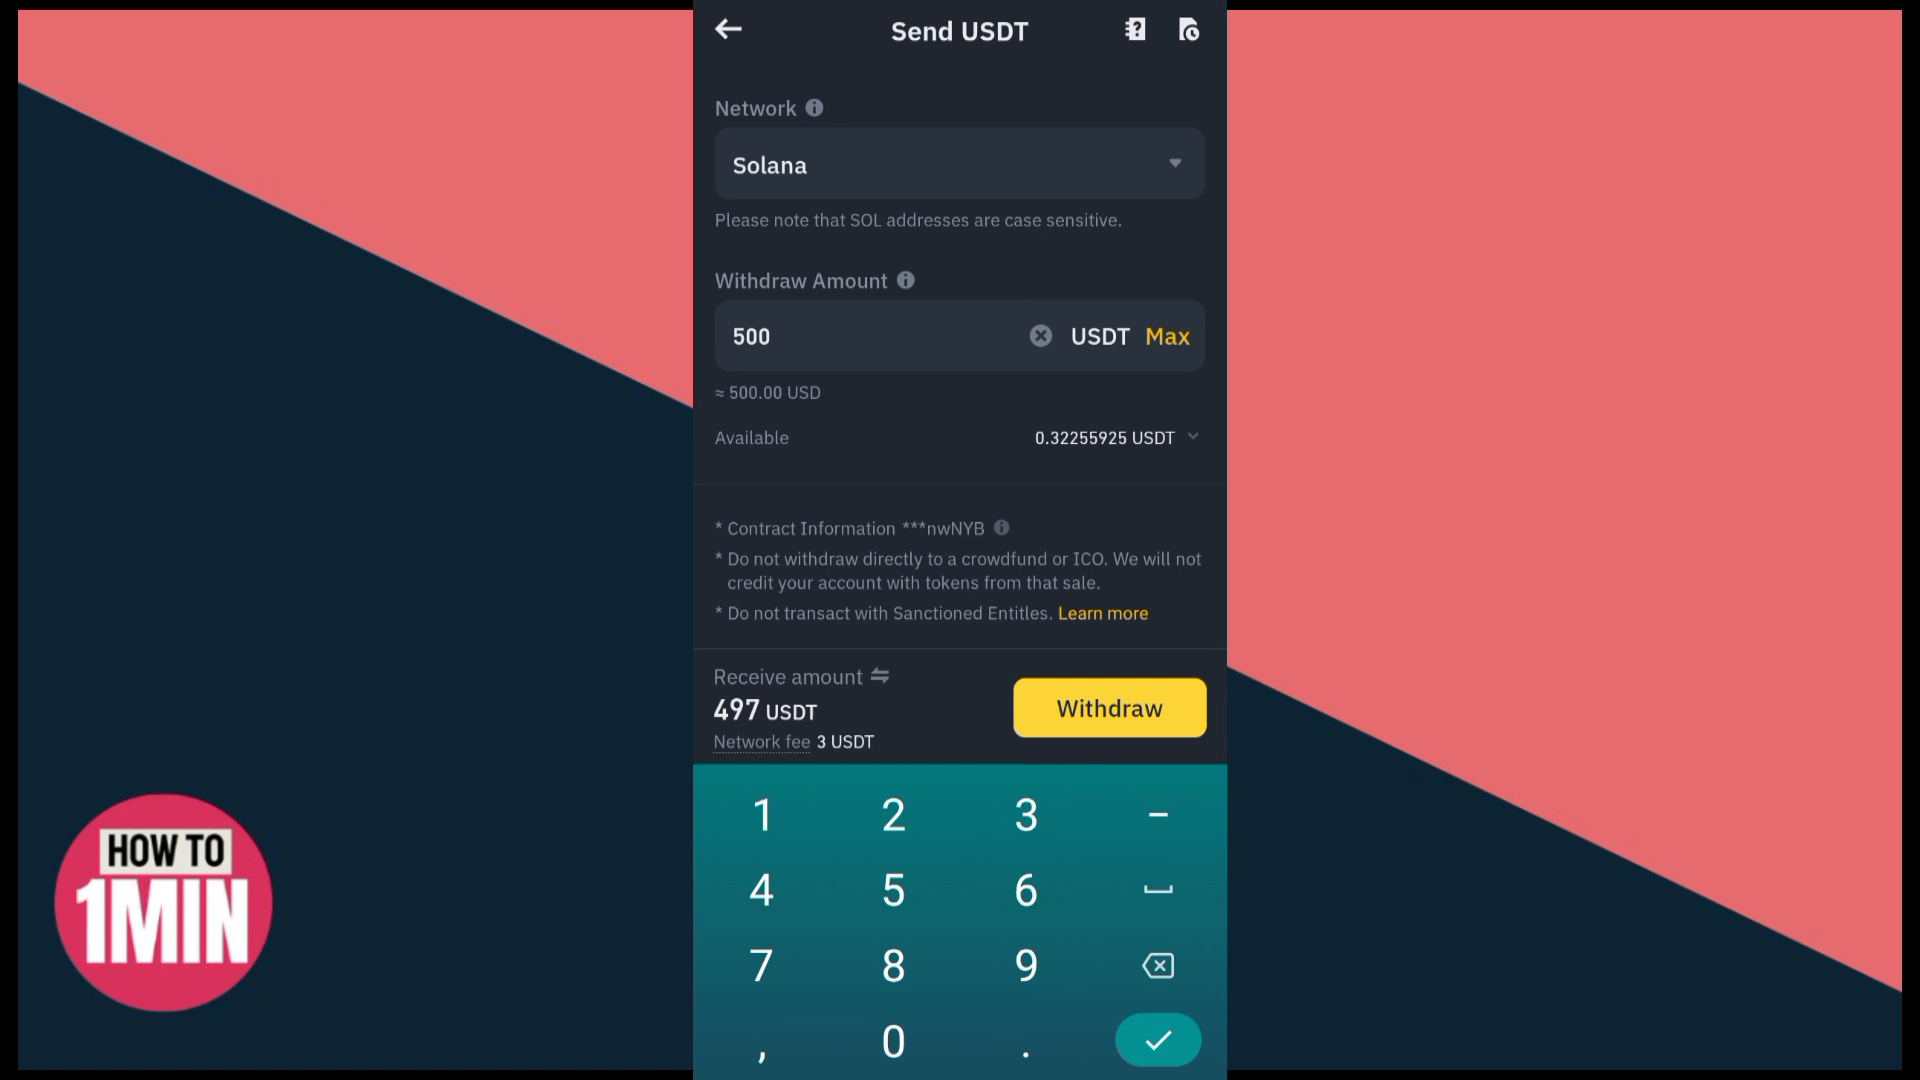 Send USDT
Network
Solana
Please note that SOL addresses are case sensitive.
Withdraw Amount
500 USDT Max
≈ 500.00 USD
Available 0.32255925 USDT
* Contract Information ***nwNYB
* Do not withdraw directly to a crowdfund or ICO. We will not
credit your account with tokens from that sale.
* Do not transact with Sanctioned Entitles. Learn more
Receive amount
497 USDT
Withdraw
Network fee 3 USDT
1 2 3 -
4 5 6
7 8 9
, 0 .
HOW TO
1MIN